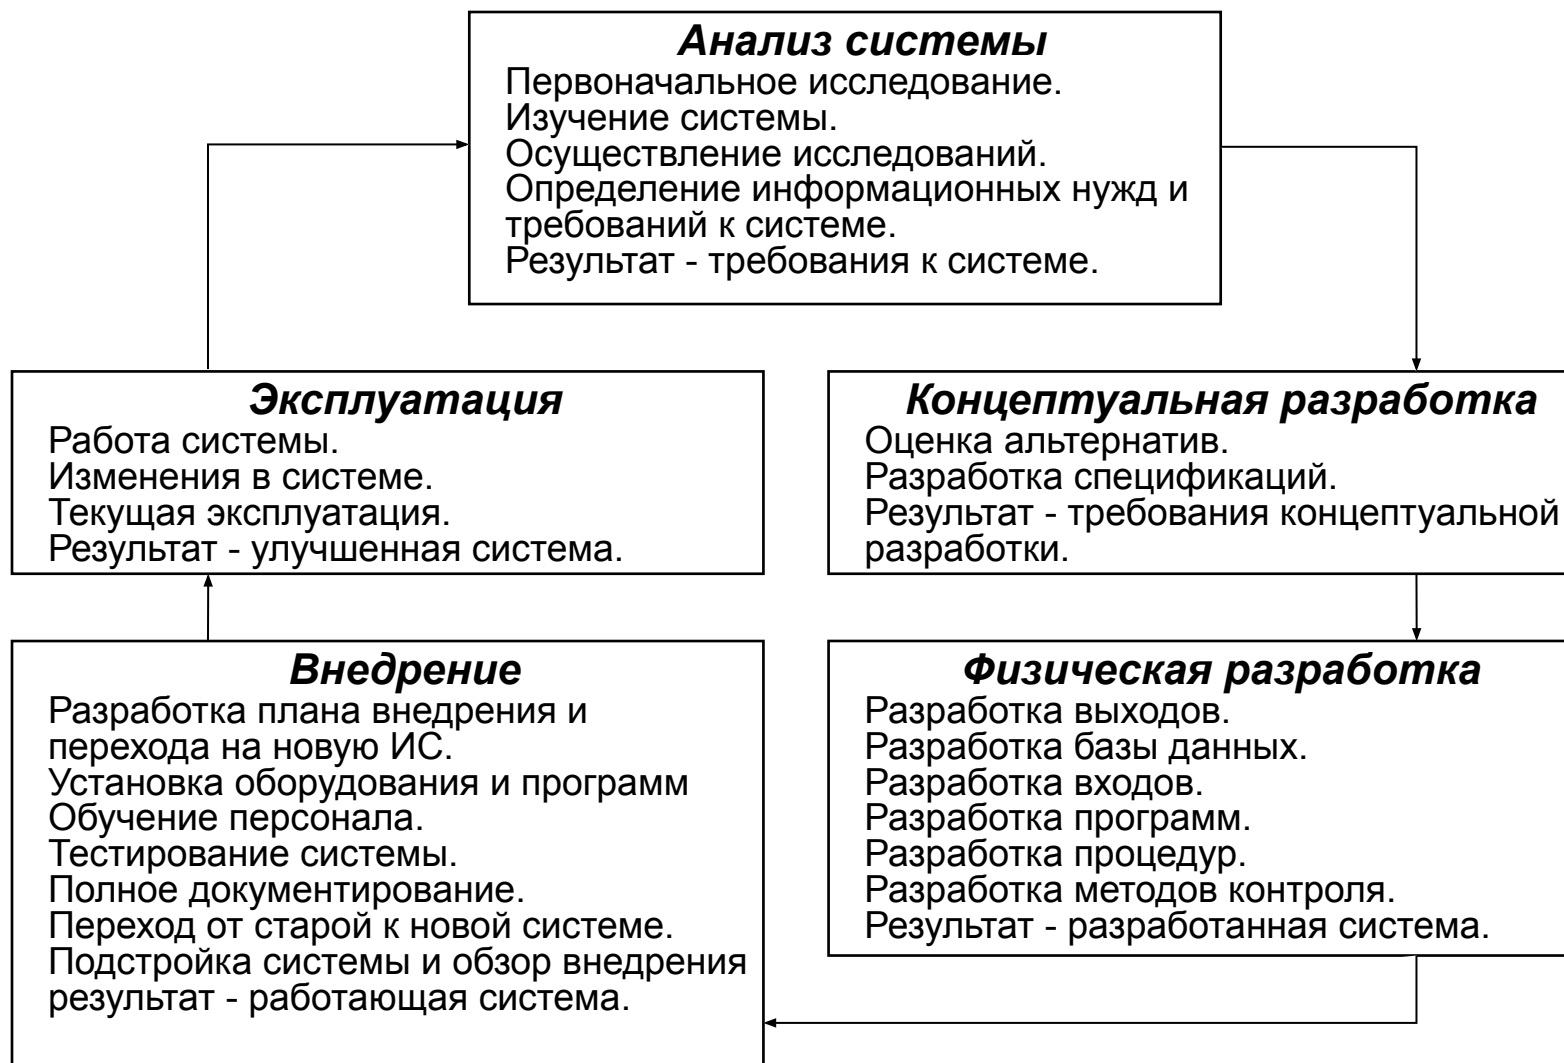 Анализ системы
Первоначальное исследование.
Изучение системы.
Осуществление исследований.
Определение информационных нужд и
требований к системе.
Результат - требования к системе.
Эксплуатация
Работа системы.
Изменения в системе.
Текущая эксплуатация.
Результат - улучшенная система.
Концептуальная разработка
Оценка альтернатив.
Разработка спецификаций.
Результат - требования концептуальной
разработки.
Внедрение
Разработка плана внедрения и
перехода на новую ИС.
Установка оборудования и программ
Обучение персонала.
Тестирование системы.
Полное документирование.
Переход от старой к новой системе.
Подстройка системы и обзор внедрения
результат - работающая система.
Физическая разработка
Разработка выходов.
Разработка базы данных.
Разработка входов.
Разработка программ.
Разработка процедур.
Разработка методов контроля.
Результат - разработанная система.